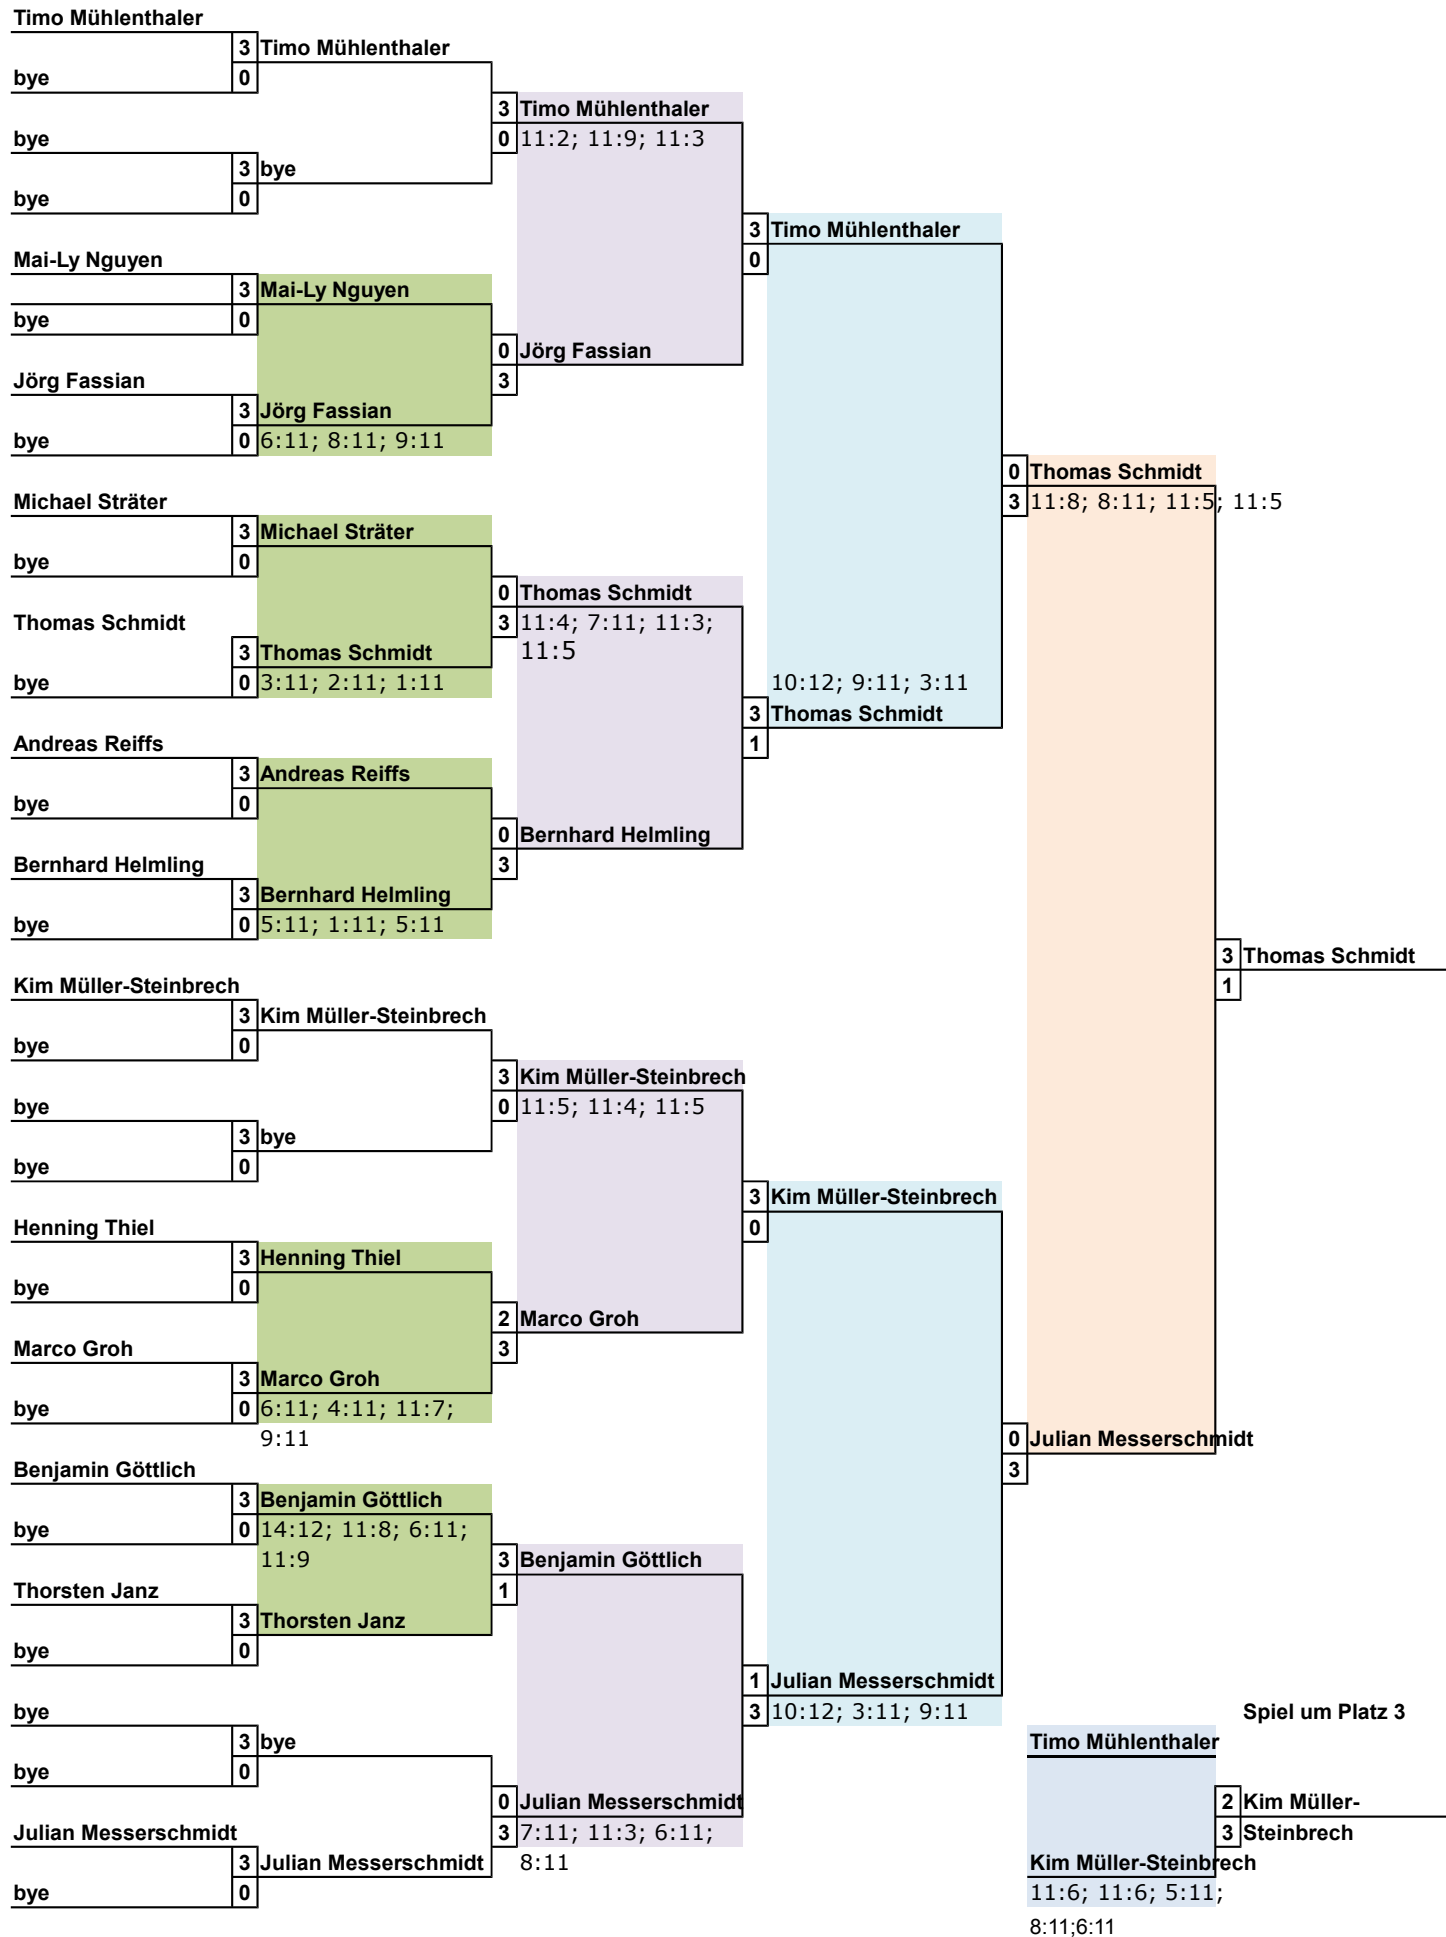 Timo Mühlenthaler
3 Timo Mühlenthaler
bye 0
3 Timo Mühlenthaler
bye 0 11:2; 11:9; 11:3
3 bye
bye 0
3 Timo Mühlenthaler
Mai-Ly Nguyen 0
3 Mai-Ly Nguyen
bye 0
0 Jörg Fassian
Jörg Fassian 3
3 Jörg Fassian
bye 0 6:11; 8:11; 9:11
0 Thomas Schmidt
Michael Sträter 3 11:8; 8:11; 11:5; 11:5
3 Michael Sträter
bye 0
0 Thomas Schmidt
Thomas Schmidt 3 11:4; 7:11; 11:3;
3 Thomas Schmidt 11:5
bye 0 3:11; 2:11; 1:11 10:12; 9:11; 3:11
3 Thomas Schmidt
Andreas Reiffs 1
3 Andreas Reiffs
bye 0
0 Bernhard Helmling
Bernhard Helmling 3
3 Bernhard Helmling
bye 0 5:11; 1:11; 5:11
3 Thomas Schmidt
Kim Müller-Steinbrech 1
3 Kim Müller-Steinbrech
bye 0
3 Kim Müller-Steinbrech
bye 0 11:5; 11:4; 11:5
3 bye
bye 0
3 Kim Müller-Steinbrech
Henning Thiel 0
3 Henning Thiel
bye 0
2 Marco Groh
Marco Groh 3
3 Marco Groh
bye 0 6:11; 4:11; 11:7;
9:11 0 Julian Messerschmidt
Benjamin Göttlich 3
3 Benjamin Göttlich
bye 0 14:12; 11:8; 6:11;
11:9 3 Benjamin Göttlich
Thorsten Janz 1
3 Thorsten Janz
bye 0
1 Julian Messerschmidt
bye 3 10:12; 3:11; 9:11 Spiel um Platz 3
3 bye Timo Mühlenthaler
bye 0
0 Julian Messerschmidt 2 Kim Müller-
Julian Messerschmidt 3 7:11; 11:3; 6:11; 3 Steinbrech
3 Julian Messerschmidt 8:11 Kim Müller-Steinbrech
bye 0 11:6; 11:6; 5:11;
8:11;6:11